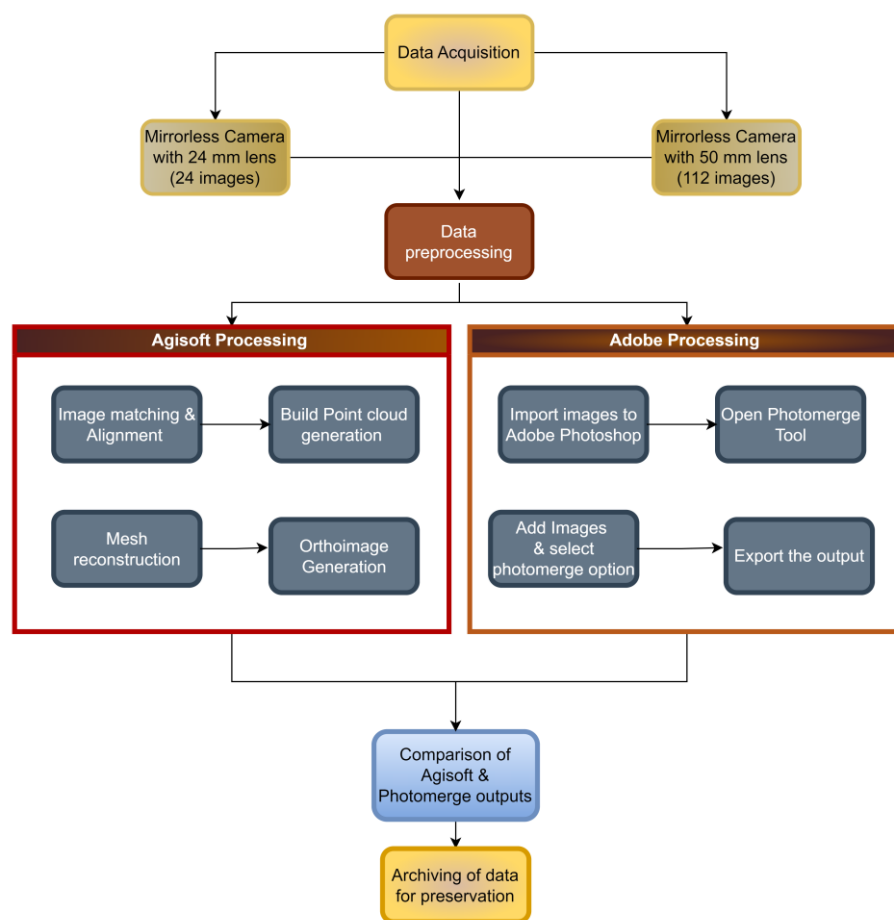 Data Acquisition
Mirrorless Camera
with 24 mm lens
(24 images)
Mirrorless Camera
with 50 mm lens
(112 images)
Data
preprocessing
Agisoft Processing
Image matching &
Alignment
Build Point cloud
generation
Mesh
reconstruction
Orthoimage
Generation
Adobe Processing
Import images to
Adobe Photoshop
Open Photomerge
Tool
Add Images
& select
photomerge option
Export the output
Comparison of
Agisoft &
Photomerge outputs
Archiving of data
for preservation